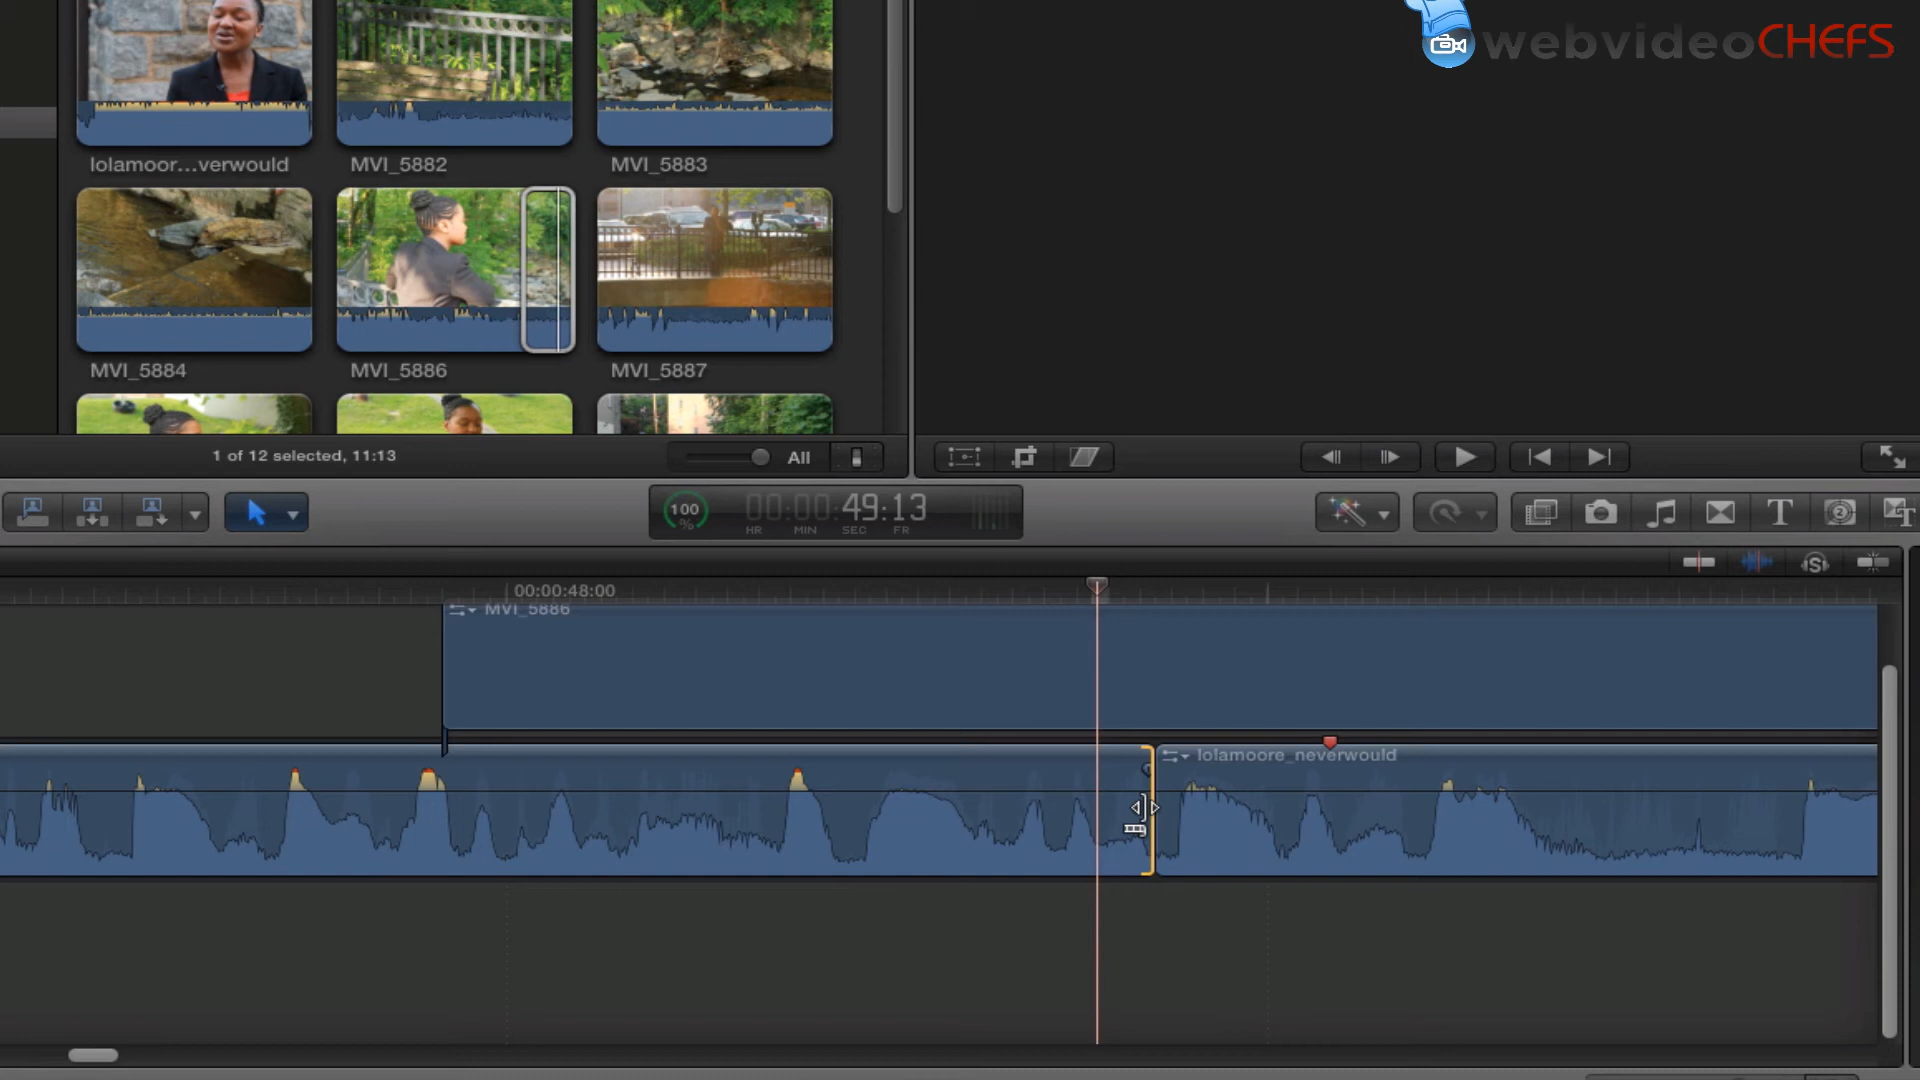 webvideoCHEFS
lolamoor...verwould
MVI_5882
MVI_5883
MVI_5884
MVI_5886
MVI_5887
1 of 12 selected, 11:13
All
100
%
00:00:49:13
HR MIN SEC FR
2
T
T
S
00:00:48:00
MVI_5886
lolamoore_neverwould